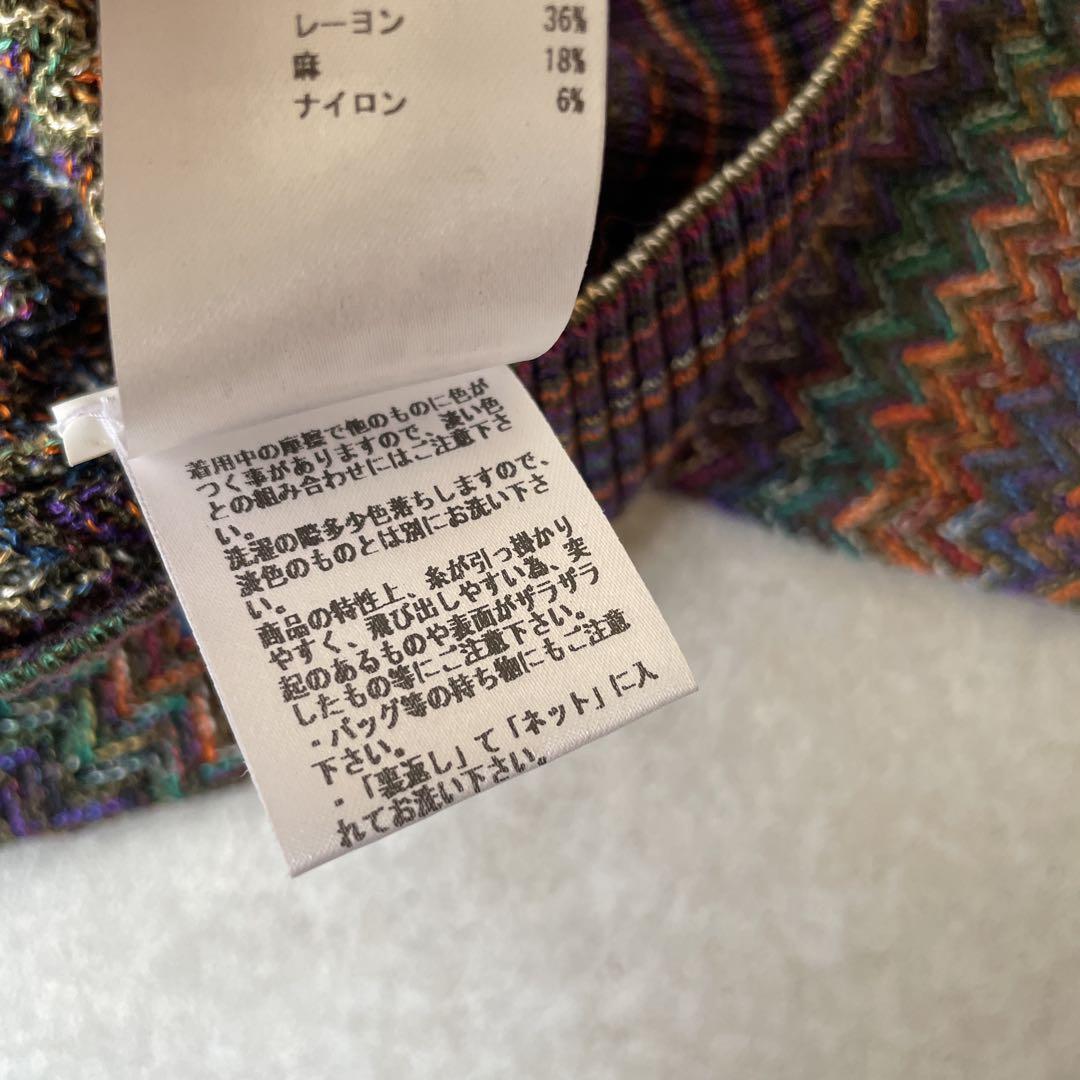 レーヨン 36%
麻 18%
ナイロン 6%
着用中の摩擦で他のものに色が
つく事がありますので、淡い色
との組み合わせにはご注意下さ
い。
洗濯の際多少色落ちしますので、
淡色のものとは別にお洗い下さ
い。
商品の特性上、糸が引っ掛かり
やすく、飛び出しやすい為、突
起のあるものや表面がザラザラ
したもの等にご注意下さい。
・バッグ等の持ち物にもご注意
下さい。
・「裏返し」て「ネット」に入
れてお洗い下さい。